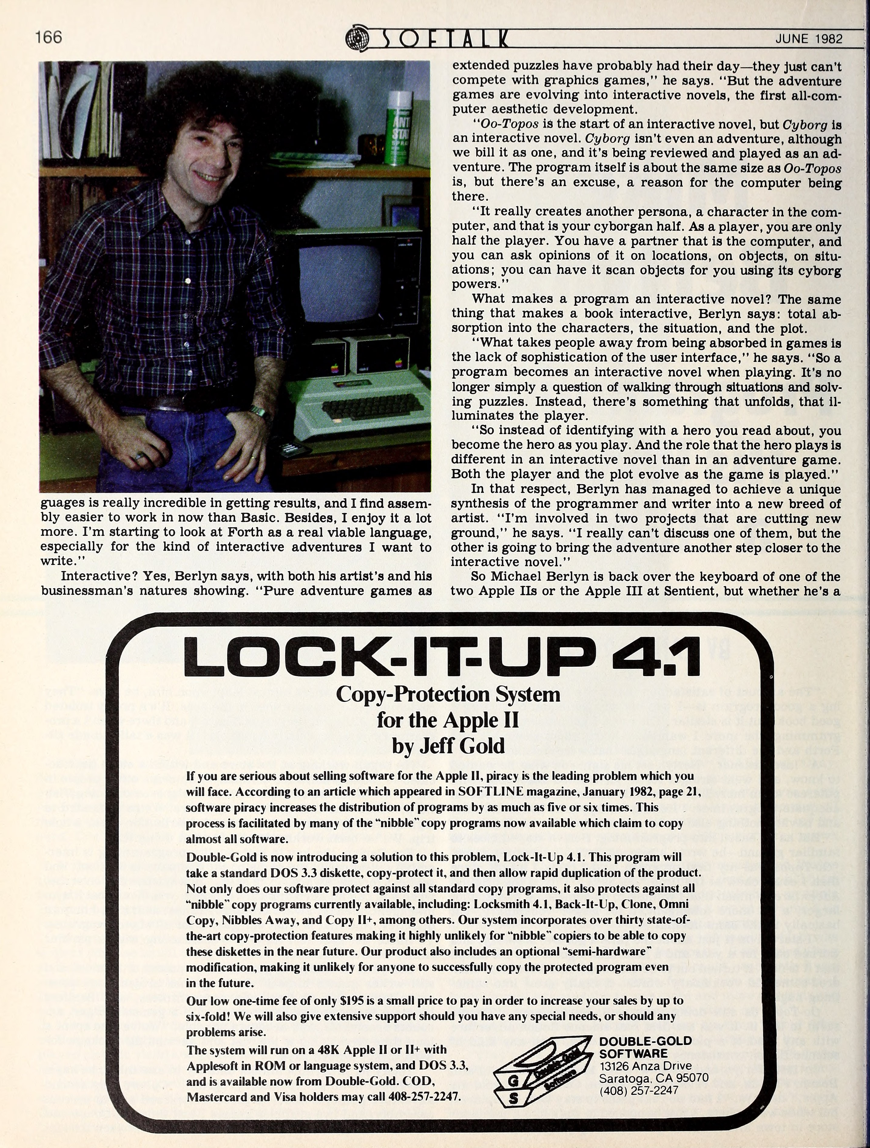 166
SOFTALK
JUNE 1982
ANTI
STAT
SPRAY
guages is really incredible in getting results, and I find assem-
bly easier to work in now than Basic. Besides, I enjoy it a lot
more. I'm starting to look at Forth as a real viable language,
especially for the kind of interactive adventures I want to
write."
Interactive? Yes, Berlyn says, with both his artist's and his
businessman's natures showing. "Pure adventure games as
extended puzzles have probably had their day—they just can't
compete with graphics games," he says. "But the adventure
games are evolving into interactive novels, the first all-com-
puter aesthetic development.
"Oo-Topos is the start of an interactive novel, but Cyborg is
an interactive novel. Cyborg isn't even an adventure, although
we bill it as one, and it's being reviewed and played as an ad-
venture. The program itself is about the same size as Oo-Topos
is, but there's an excuse, a reason for the computer being
there.
"It really creates another persona, a character in the com-
puter, and that is your cyborgan half. As a player, you are only
half the player. You have a partner that is the computer, and
you can ask opinions of it on locations, on objects, on situ-
ations; you can have it scan objects for you using its cyborg
powers."
What makes a program an interactive novel? The same
thing that makes a book interactive, Berlyn says: total ab-
sorption into the characters, the situation, and the plot.
"What takes people away from being absorbed in games is
the lack of sophistication of the user interface," he says. "So a
program becomes an interactive novel when playing. It's no
longer simply a question of walking through situations and solv-
ing puzzles. Instead, there's something that unfolds, that il-
luminates the player.
"So instead of identifying with a hero you read about, you
become the hero as you play. And the role that the hero plays is
different in an interactive novel than in an adventure game.
Both the player and the plot evolve as the game is played."
In that respect, Berlyn has managed to achieve a unique
synthesis of the programmer and writer into a new breed of
artist. "I'm involved in two projects that are cutting new
ground," he says. "I really can't discuss one of them, but the
other is going to bring the adventure another step closer to the
interactive novel."
So Michael Berlyn is back over the keyboard of one of the
two Apple IIs or the Apple III at Sentient, but whether he's a
LOCK-IT-UP 4.1
Copy-Protection System
for the Apple II
by Jeff Gold
If you are serious about selling software for the Apple II, piracy is the leading problem which you
will face. According to an article which appeared in SOFTLINE magazine, January 1982, page 21,
software piracy increases the distribution of programs by as much as five or six times. This
process is facilitated by many of the "nibble" copy programs now available which claim to copy
almost all software.
Double-Gold is now introducing a solution to this problem, Lock-It-Up 4.1. This program will
take a standard DOS 3.3 diskette, copy-protect it, and then allow rapid duplication of the product.
Not only does our software protect against all standard copy programs, it also protects against all
"nibble" copy programs currently available, including: Locksmith 4.1, Back-It-Up, Clone, Omni
Copy, Nibbles Away, and Copy II+, among others. Our system incorporates over thirty state-of-
the-art copy-protection features making it highly unlikely for "nibble" copiers to be able to copy
these diskettes in the near future. Our product also includes an optional "semi-hardware"
modification, making it unlikely for anyone to successfully copy the protected program even
in the future.
Our low one-time fee of only $195 is a small price to pay in order to increase your sales by up to
six-fold! We will also give extensive support should you have any special needs, or should any
problems arise.
The system will run on a 48K Apple II or II+ with
Applesoft in ROM or language system, and DOS 3.3,
and is available now from Double-Gold. COD,
Mastercard and Visa holders may call 408-257-2247.
Double Gold
Software
G
S
DOUBLE-GOLD
SOFTWARE
13126 Anza Drive
Saratoga, CA 95070
(408) 257-2247